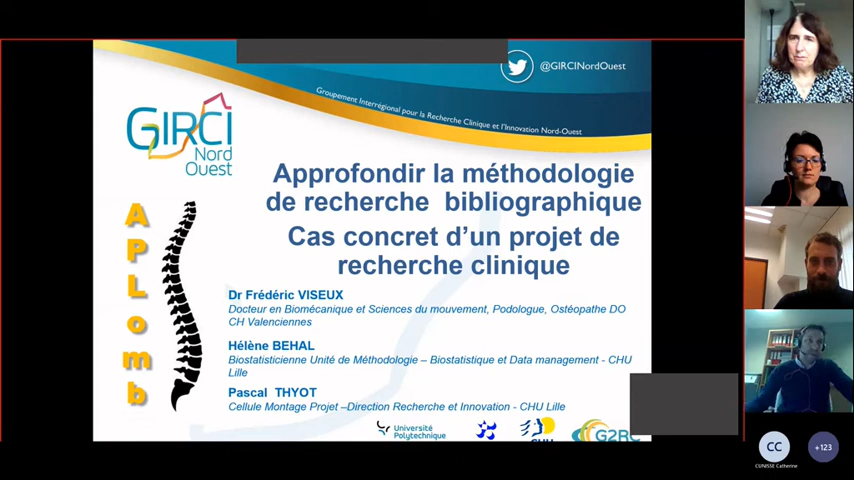 @GIRCINordOuest
Groupement Interrégional pour la Recherche Clinique et l'Innovation Nord-Ouest
GIRCI
Nord
Ouest
Approfondir la méthodologie
de recherche bibliographique
Cas concret d'un projet de
recherche clinique
A
P
L
o
m
b
Dr Frédéric VISEUX
Docteur en Biomécanique et Sciences du mouvement, Podologue, Ostéopathe DO
CH Valenciennes
Hélène BEHAL
Biostatisticienne Unité de Méthodologie – Biostatistique et Data management - CHU
Lille
Pascal THYOT
Cellule Montage Projet –Direction Recherche et Innovation - CHU Lille
Université
Polytechnique
G2RC
CC
+123
CUNISSE Catherine